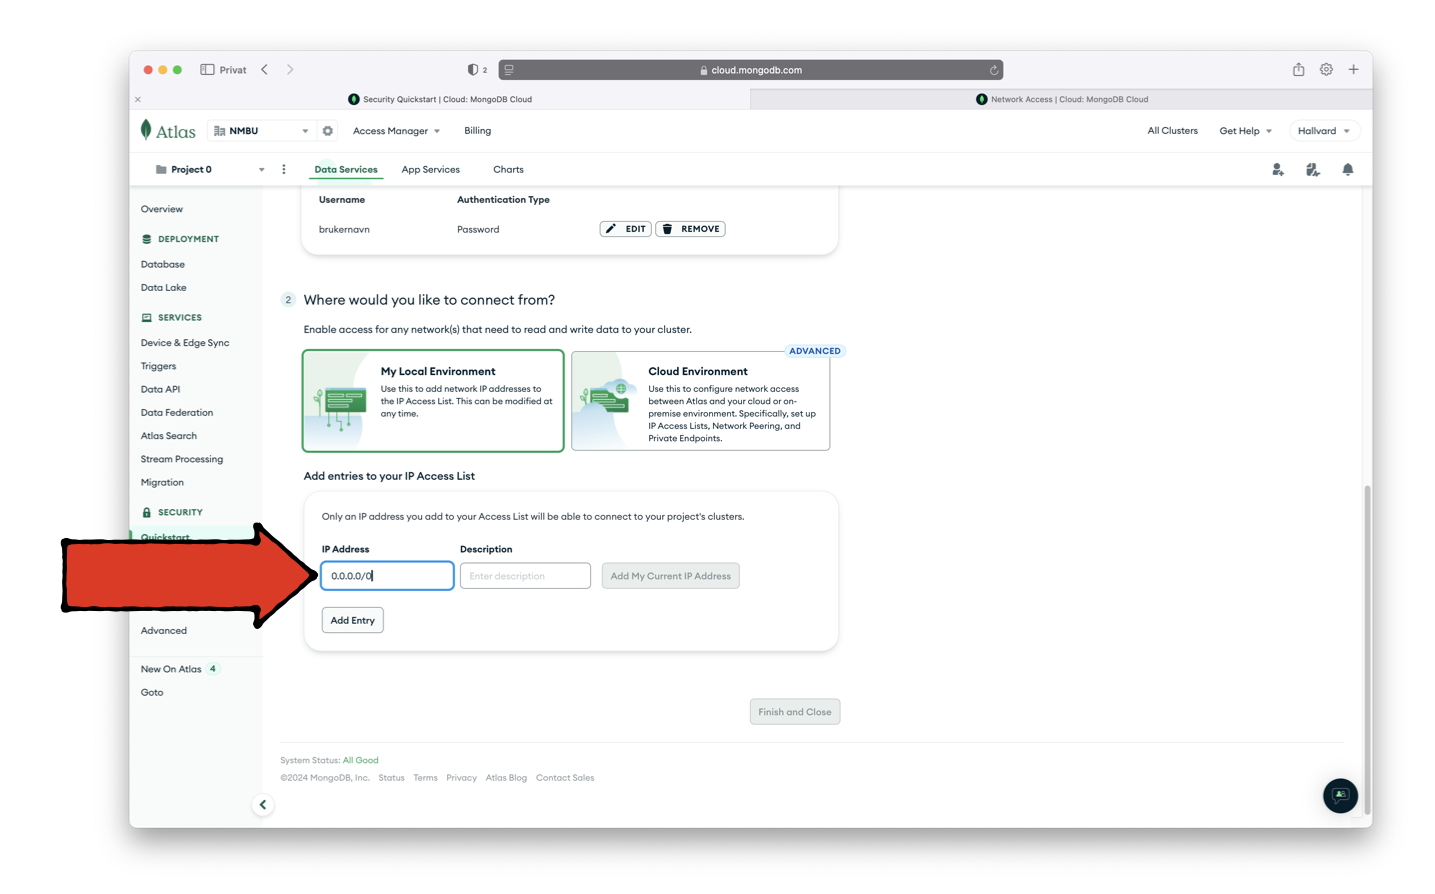 Privat
2
cloud.mongodb.com
Security Quickstart | Cloud: MongoDB Cloud
Network Access | Cloud: MongoDB Cloud
Atlas
NMBU
Access Manager
Billing
All Clusters
Get Help
Hallvard
Project 0
Data Services
App Services
Charts
Overview
DEPLOYMENT
Database
Data Lake
SERVICES
Device & Edge Sync
Triggers
Data API
Data Federation
Atlas Search
Stream Processing
Migration
SECURITY
Quickstart
Advanced
New On Atlas 4
Goto
Username Authentication Type
brukernavn Password EDIT REMOVE
2 Where would you like to connect from?
Enable access for any network(s) that need to read and write data to your cluster.
My Local Environment
Use this to add network IP addresses to
the IP Access List. This can be modified at
any time.
ADVANCED
Cloud Environment
Use this to configure network access
between Atlas and your cloud or on-
premise environment. Specifically, set up
IP Access Lists, Network Peering, and
Private Endpoints.
Add entries to your IP Access List
Only an IP address you add to your Access List will be able to connect to your project's clusters.
IP Address Description
0.0.0.0/0 Enter description Add My Current IP Address
Add Entry
Finish and Close
System Status: All Good
©2024 MongoDB, Inc. Status Terms Privacy Atlas Blog Contact Sales